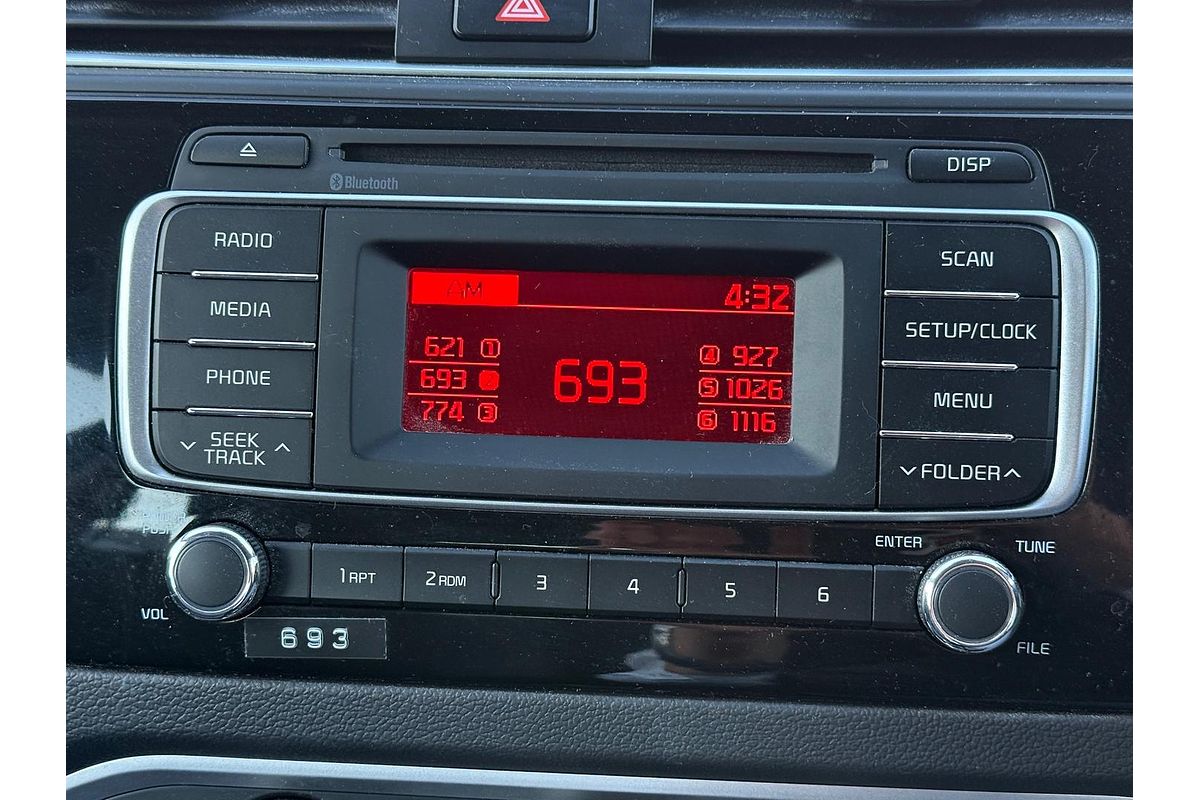 DISP
Bluetooth
RADIO
MEDIA
PHONE
SEEK
TRACK
AM
4:32
621 1
693
774 3
693
4 927
5 1026
6 1116
SCAN
SETUP/CLOCK
MENU
FOLDER
VOL
1 RPT
2 RDM
3
4
5
6
ENTER
TUNE
FILE
693